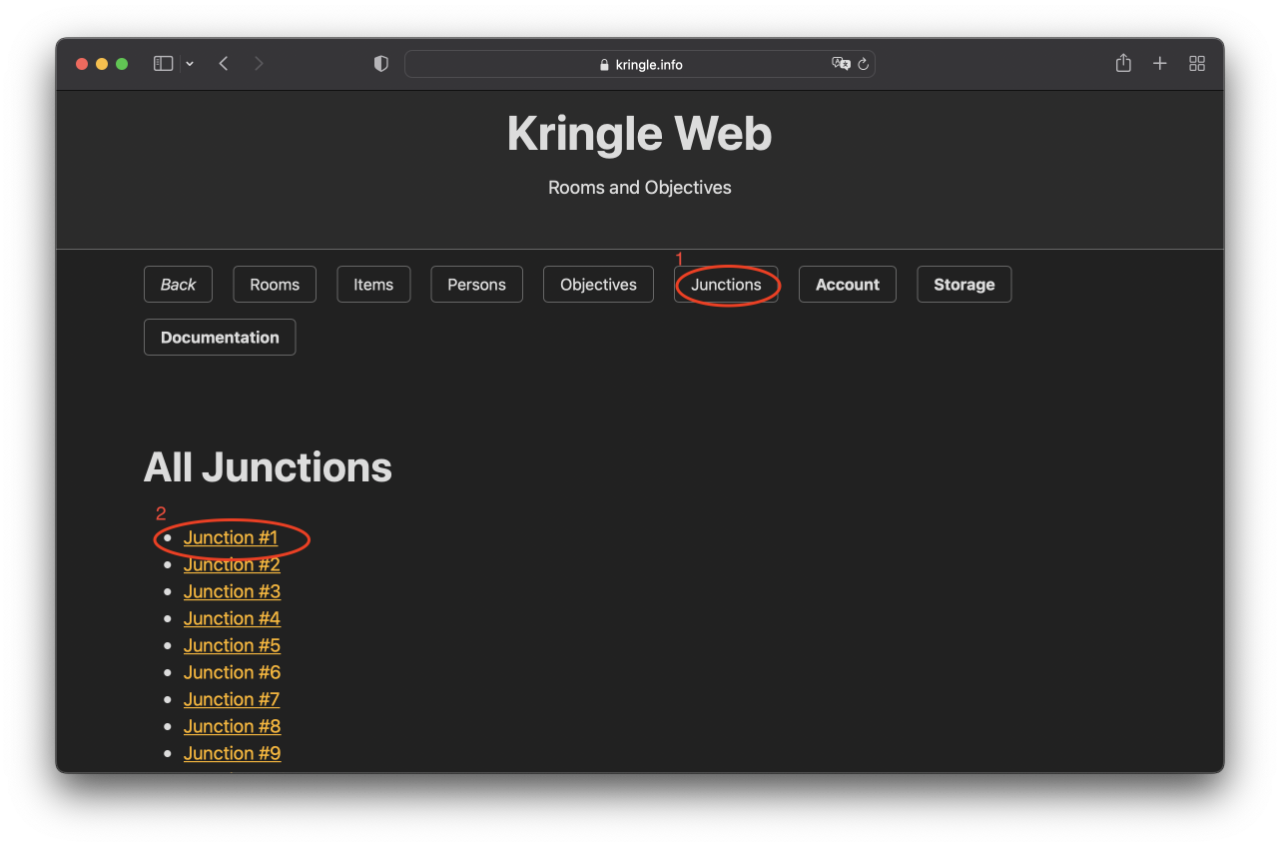 kringle.info
Kringle Web
Rooms and Objectives
1
Back Rooms Items Persons Objectives Junctions Account Storage
Documentation
All Junctions
2
Junction #1
Junction #2
Junction #3
Junction #4
Junction #5
Junction #6
Junction #7
Junction #8
Junction #9